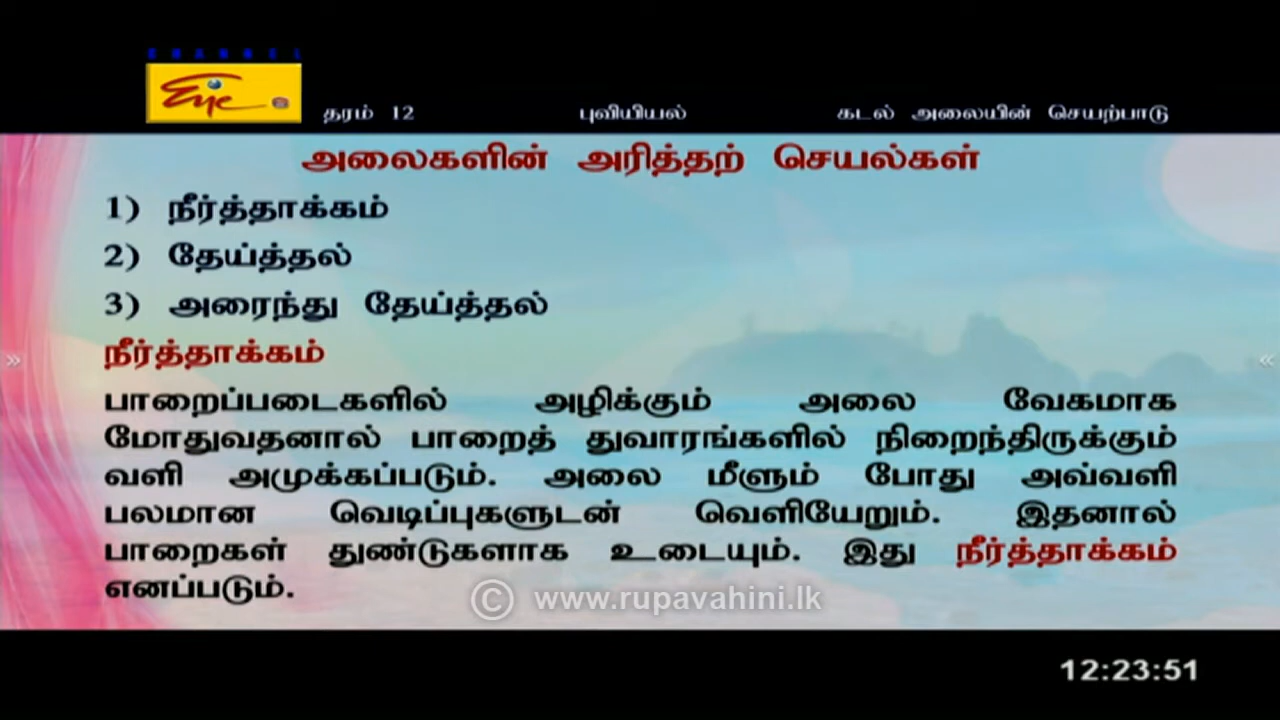 CHANNEL
Eye
தரம் 12 புவியியல் கடல் அலையின் செயற்பாடு
அலைகளின் அரித்தற் செயல்கள்
1) நீர்த்தாக்கம்
2) தேய்த்தல்
3) அரைந்து தேய்த்தல்
நீர்த்தாக்கம்
பாறைப்படைகளில் அழிக்கும் அலை வேகமாக
மோதுவதனால் பாறைத் துவாரங்களில் நிறைந்திருக்கும்
வளி அமுக்கப்படும். அலை மீளும் போது அவ்வளி
பலமான வெடிப்புகளுடன் வெளியேறும். இதனால்
பாறைகள் துண்டுகளாக உடையும். இது நீர்த்தாக்கம்
எனப்படும்.
© www.rupavahini.lk
12:23:51